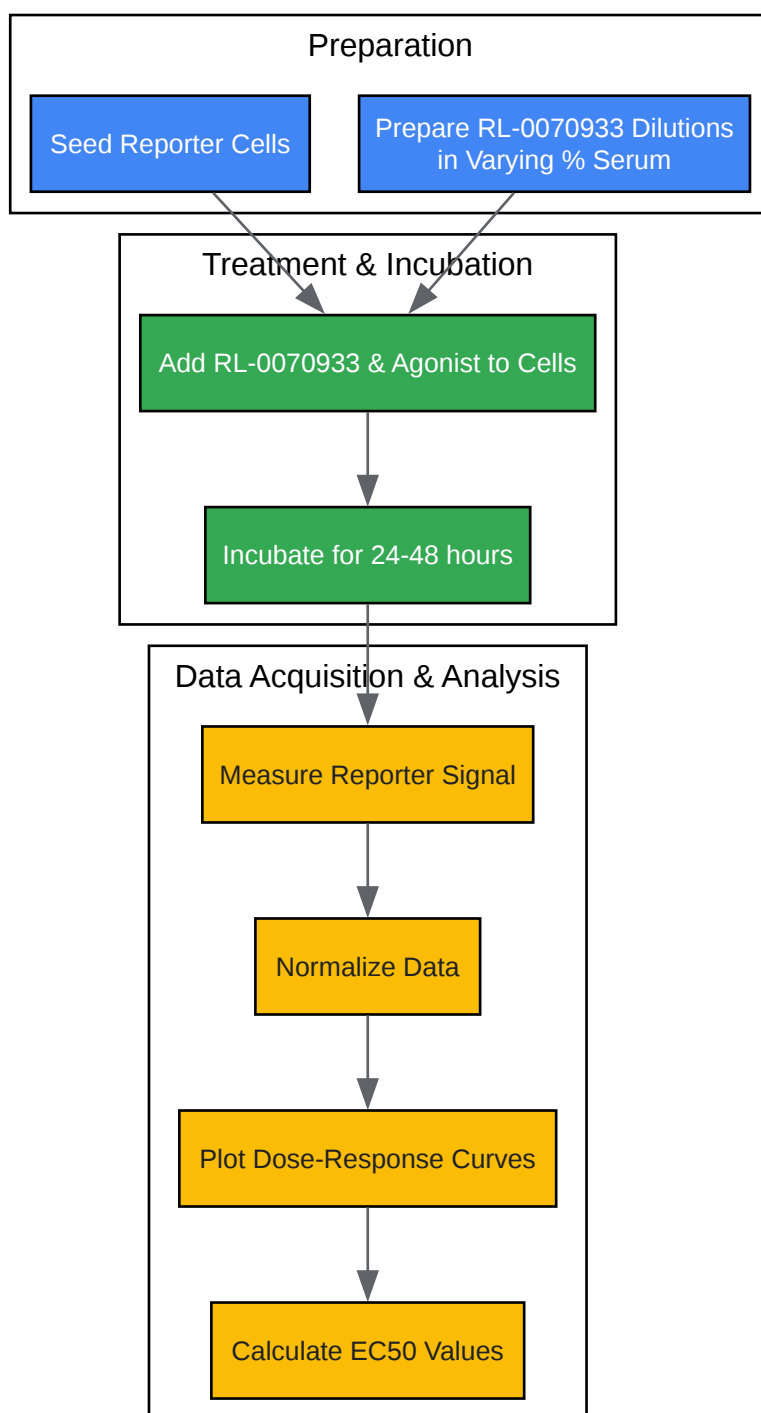 Preparation
Seed Reporter Cells
Prepare RL-0070933 Dilutions
in Varying % Serum
Treatment & Incubation
Add RL-0070933 & Agonist to Cells
Incubate for 24-48 hours
Data Acquisition & Analysis
Measure Reporter Signal
Normalize Data
Plot Dose-Response Curves
Calculate EC50 Values